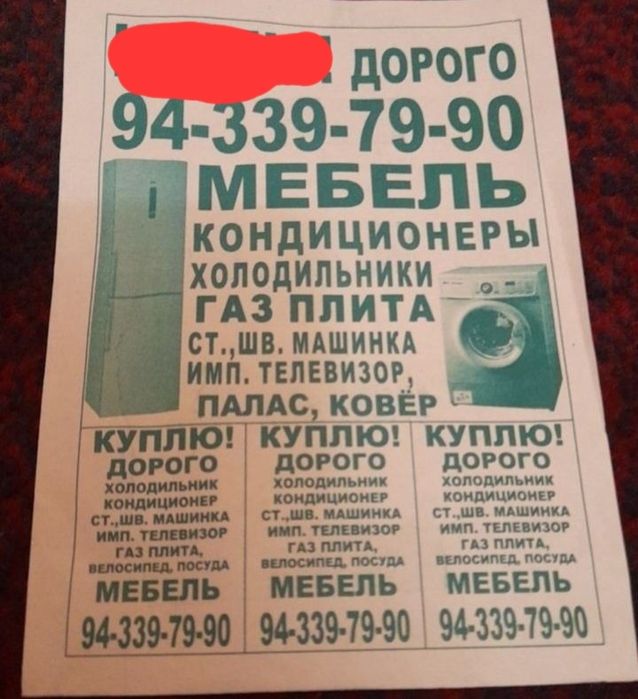 ДОРОГО
94-339-79-90
МЕБЕЛЬ
КОНДИЦИОНЕРЫ
ХОЛОДИЛЬНИКИ
ГАЗ ПЛИТА
СТ.,ШВ. МАШИНКА
ИМП. ТЕЛЕВИЗОР,
ПАЛАС, КОВЁР
КУПЛЮ!
ДОРОГО
ХОЛОДИЛЬНИК
КОНДИЦИОНЕР
СТ.,ШВ. МАШИНКА
ИМП. ТЕЛЕВИЗОР
ГАЗ ПЛИТА,
ВЕЛОСИПЕД, ПОСУДА
МЕБЕЛЬ
94-339-79-90
КУПЛЮ!
ДОРОГО
ХОЛОДИЛЬНИК
КОНДИЦИОНЕР
СТ.,ШВ. МАШИНКА
ИМП. ТЕЛЕВИЗОР
ГАЗ ПЛИТА,
ВЕЛОСИПЕД, ПОСУДА
МЕБЕЛЬ
94-339-79-90
КУПЛЮ!
ДОРОГО
ХОЛОДИЛЬНИК
КОНДИЦИОНЕР
СТ.,ШВ. МАШИНКА
ИМП. ТЕЛЕВИЗОР
ГАЗ ПЛИТА,
ВЕЛОСИПЕД, ПОСУДА
МЕБЕЛЬ
94-339-79-90